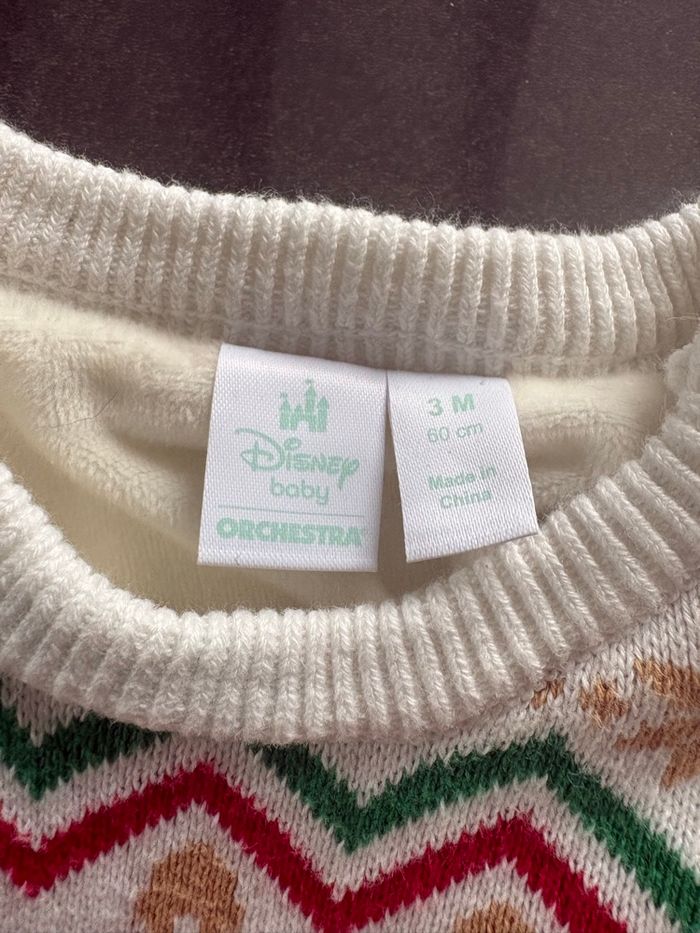 Disney
baby
ORCHESTRA
3 M
60 cm
Made in
China